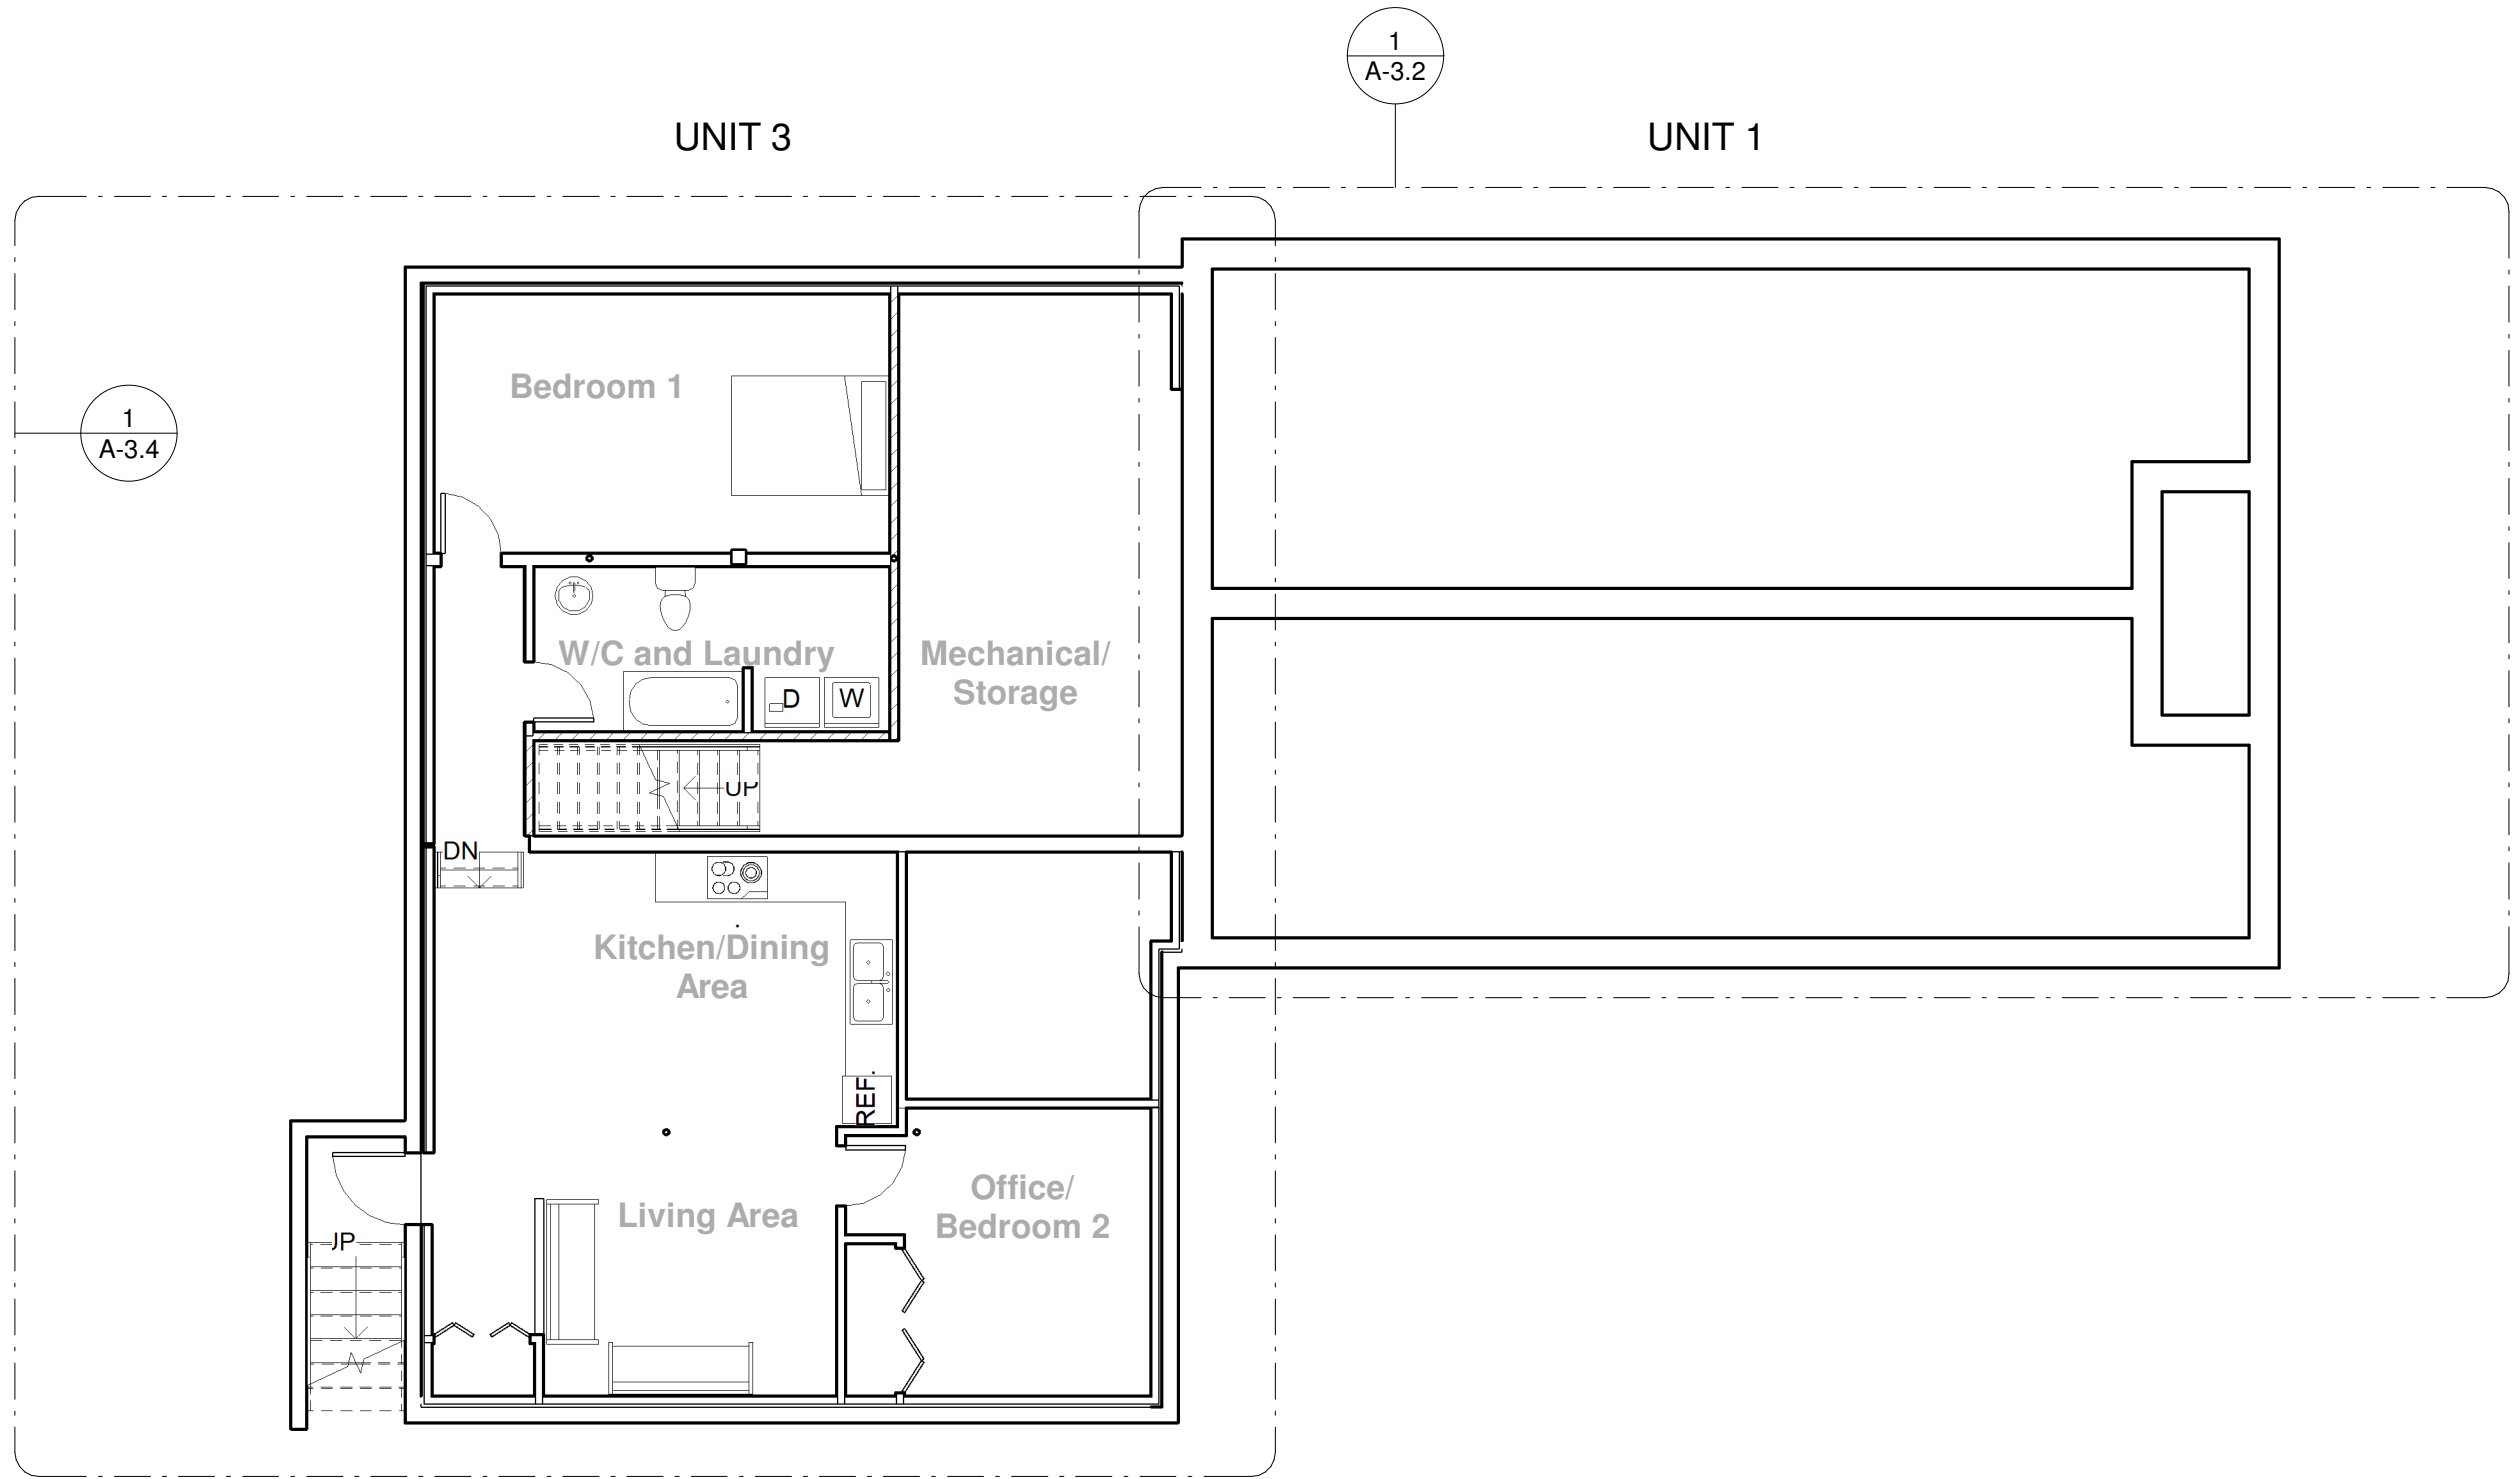 1
A-3.2
UNIT 3
UNIT 1
Bedroom 1
1
A-3.4
W/C and Laundry
Mechanical/
Storage
D
W
UP
DN
Kitchen/Dining
Area
REF.
Office/
Bedroom 2
Living Area
UP